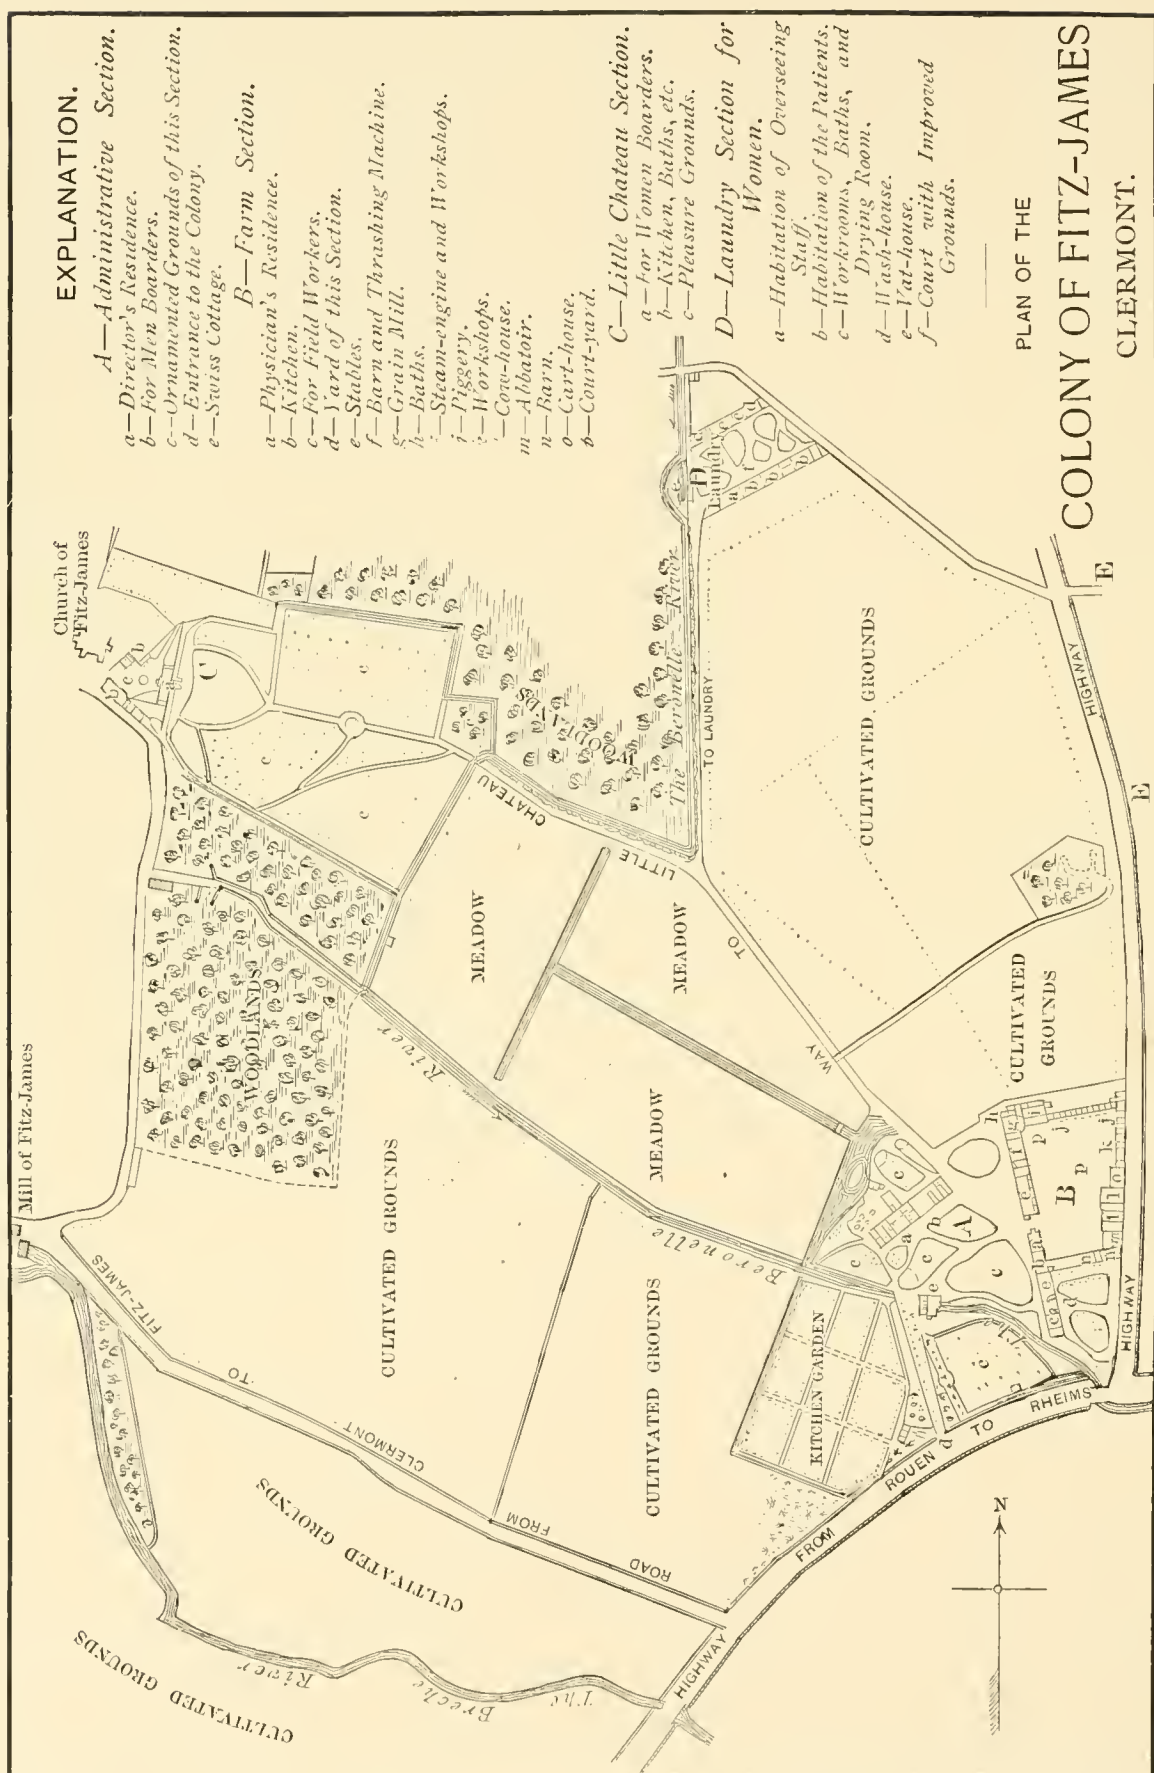 EXPLANATION.
A—Administrative Section.
a—Director's Residence.
b—For Men Boarders.
c—Ornamented Grounds of this Section.
d—Entrance to the Colony.
e—Swiss Cottage.
B—Farm Section.
a—Physician's Residence.
b—Kitchen.
c—For Field Workers.
d—Yard of this Section.
e—Stables.
f—Barn and Thrashing Machine.
g—Grain Mill.
h—Baths.
i—Steam-engine and Workshops.
j—Piggery.
—Workshops.
—Cow-house.
m—Abbatoir.
n—Barn.
o—Cart-house.
p—Court-yard.
C—Little Chateau Section.
a—For Women Boarders.
b—Kitchen, Baths, etc.
c—Pleasure Grounds.
D—Laundry Section for
Women.
a—Habitation of Overseeing
Staff.
b—Habitation of the Patients.
c—Workrooms, Baths, and
Drying Room.
d—Wash-house.
e—Vat-house.
f—Court with Improved
Grounds.
PLAN OF THE
COLONY OF FITZ-JAMES
CLERMONT.
Church of
Fitz-James
Mill of Fitz-James
WOODLANDS
WOODLANDS
C
c
c
c
b
a
MEADOW
MEADOW
MEADOW
WAY TO LITTLE CHATEAU
The Beronelle River
TO LAUNDRY
D
Laundry
CULTIVATED GROUNDS
CULTIVATED
GROUNDS
CULTIVATED GROUNDS
CULTIVATED GROUNDS
CULTIVATED GROUNDS
CULTIVATED GROUNDS
The Beronelle River
KITCHEN GARDEN
A
B
p
HIGHWAY
HIGHWAY
E
E
ROAD FROM CLERMONT TO FITZ-JAMES
HIGHWAY FROM ROUEN TO RHEIMS
The Breche River
N